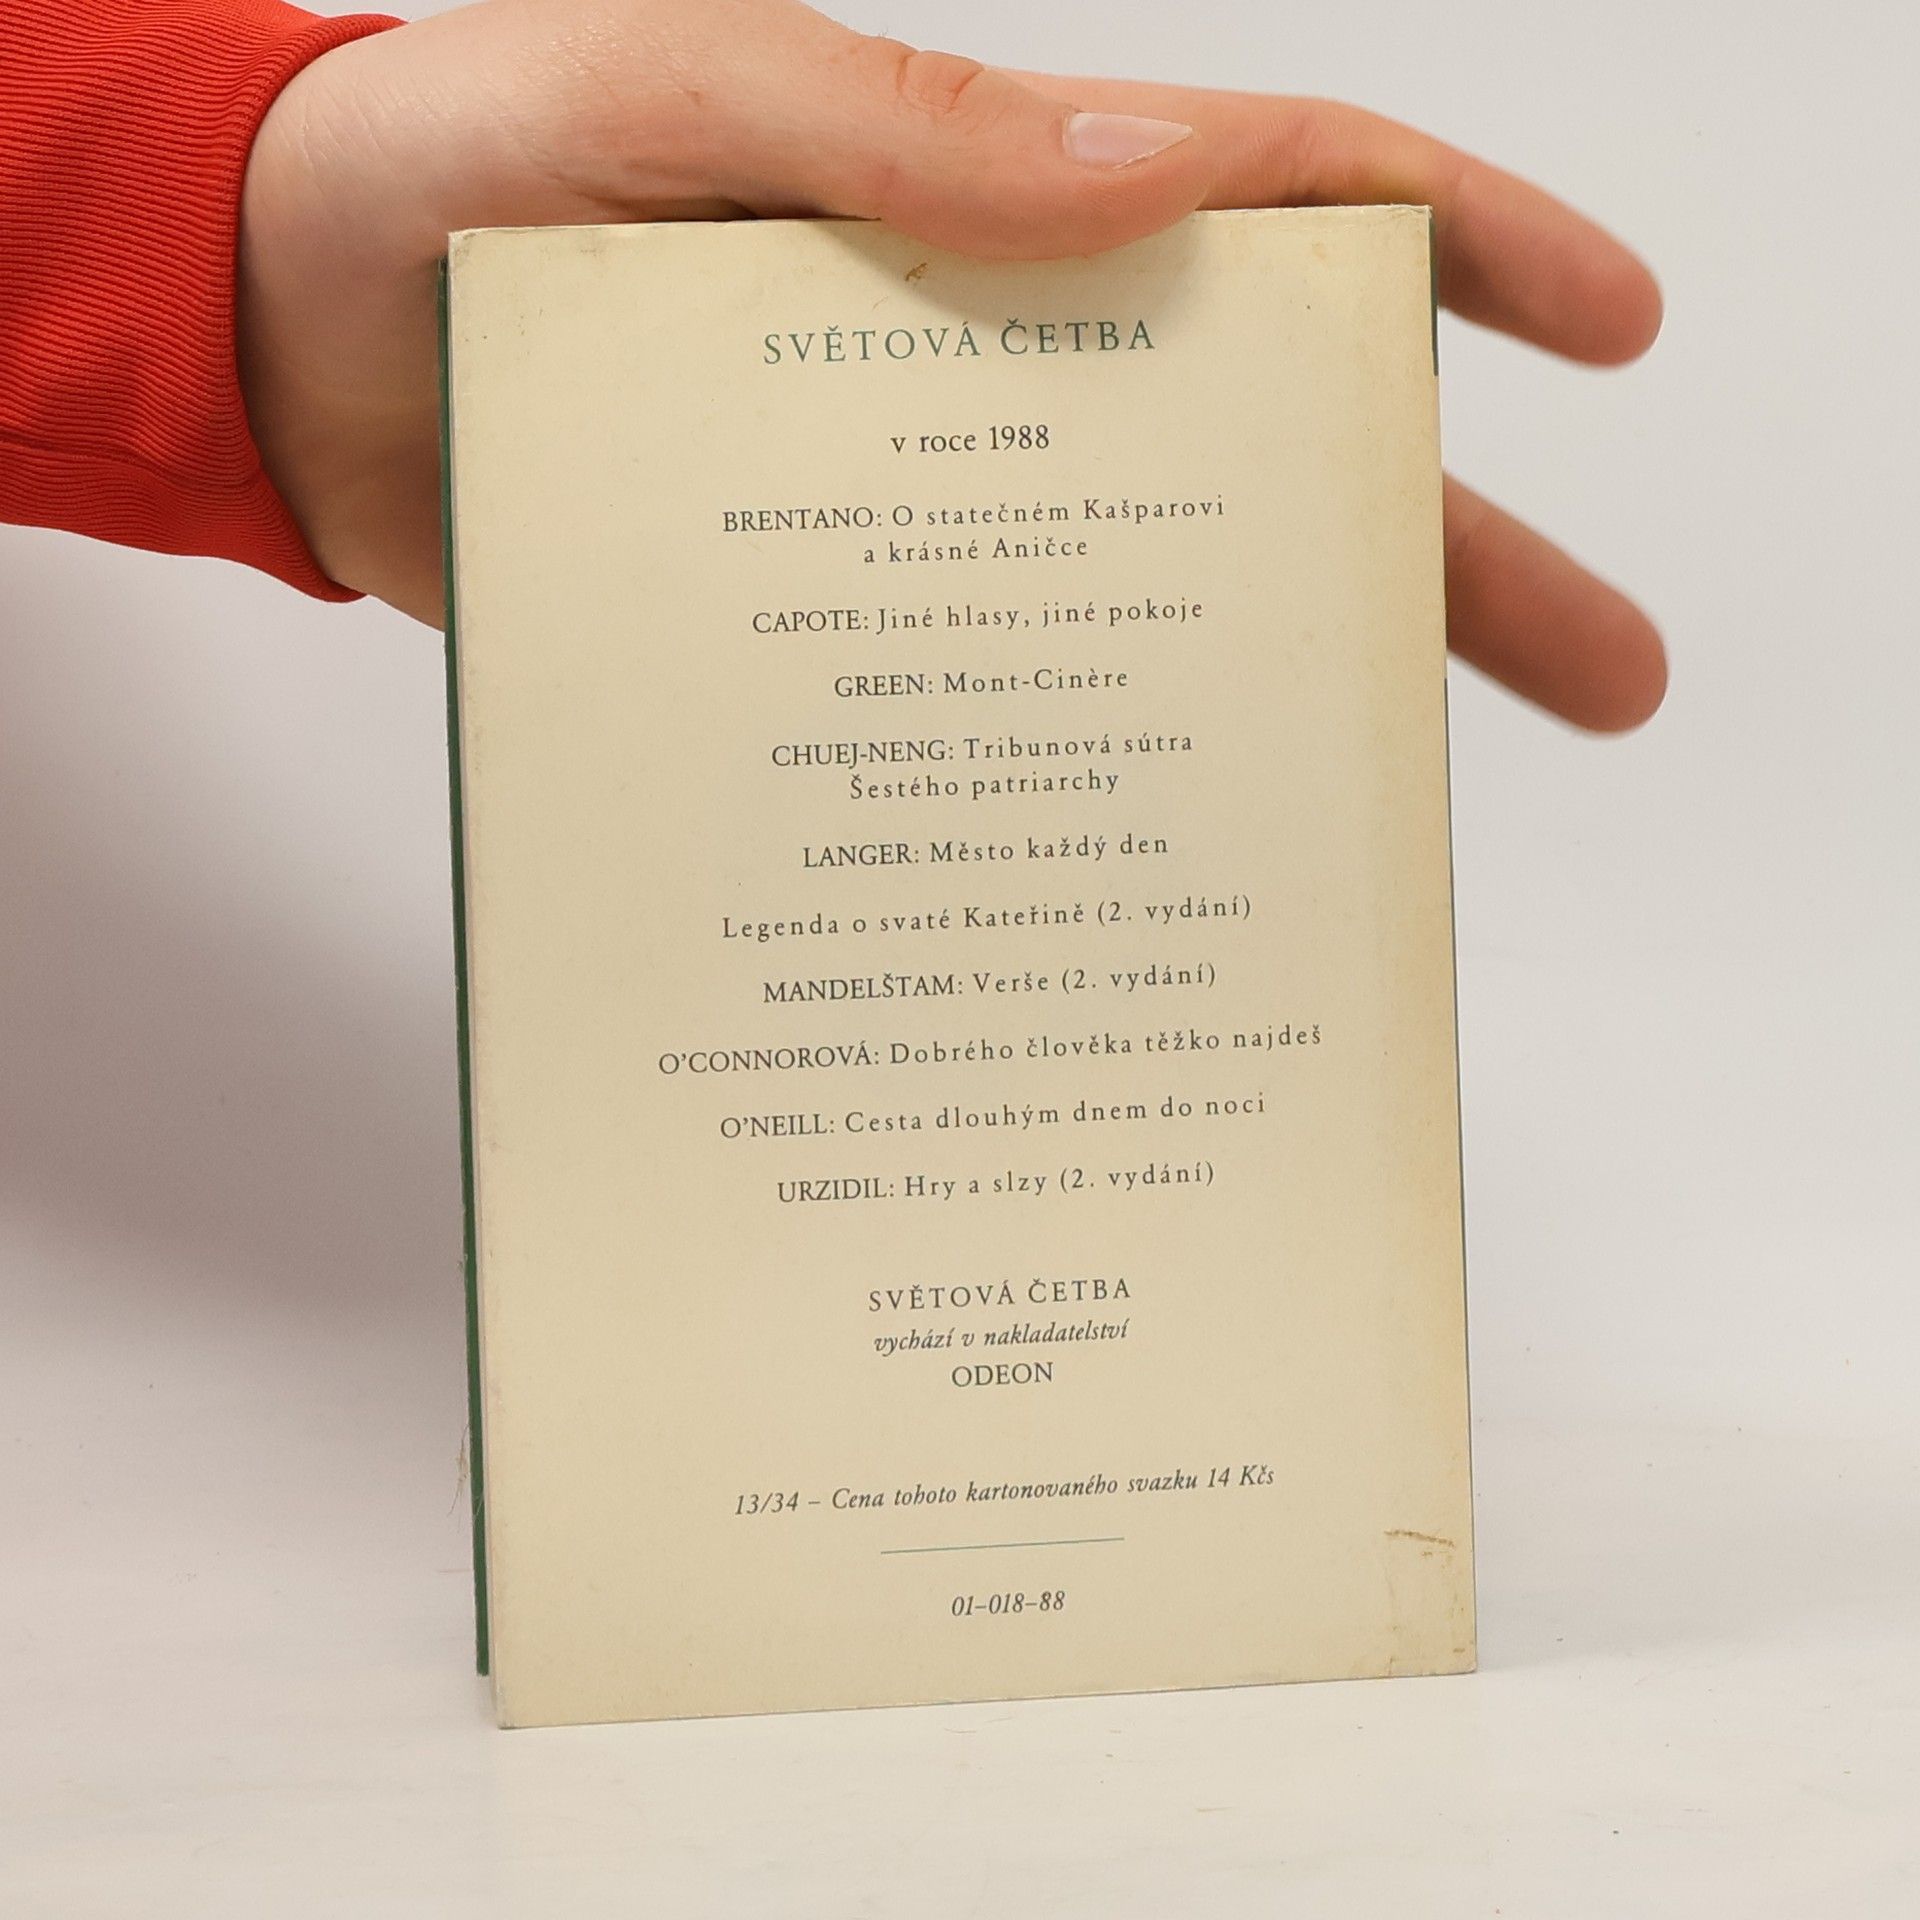 SVĚTOVÁ ČETBA
v roce 1988
BRENTANO: O statečném Kašparovi
a krásné Aničce
CAPOTE: Jiné hlasy, jiné pokoje
GREEN: Mont-Cinère
CHUEJ-NENG: Tribunová sútra
Šestého patriarchy
LANGER: Město každý den
Legenda o svaté Kateřině (2. vydání)
MANDELŠTAM: Verše (2. vydání)
O’CONNOROVÁ: Dobrého člověka těžko najdeš
O’NEILL: Cesta dlouhým dnem do noci
URZIDIL: Hry a slzy (2. vydání)
SVĚTOVÁ ČETBA
vychází v nakladatelství
ODEON
13/34 – Cena tohoto kartonovaného svazku 14 Kčs
01–018–88